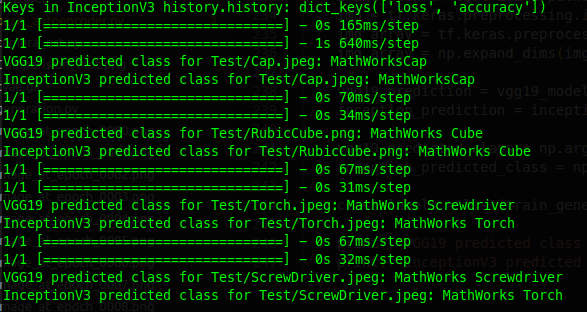 Keys in InceptionV3 history.history: dict_keys(['loss', 'accuracy'])
1/1 [==============================] - 0s 165ms/step
1/1 [==============================] - 1s 640ms/step
VGG19 predicted class for Test/Cap.jpeg: MathWorksCap
InceptionV3 predicted class for Test/Cap.jpeg: MathWorksCap
1/1 [==============================] - 0s 70ms/step
1/1 [==============================] - 0s 34ms/step
VGG19 predicted class for Test/RubicCube.png: MathWorks Cube
InceptionV3 predicted class for Test/RubicCube.png: MathWorks Cube
1/1 [==============================] - 0s 67ms/step
1/1 [==============================] - 0s 31ms/step
VGG19 predicted class for Test/Torch.jpeg: MathWorks Screwdriver
InceptionV3 predicted class for Test/Torch.jpeg: MathWorks Torch
1/1 [==============================] - 0s 67ms/step
1/1 [==============================] - 0s 32ms/step
VGG19 predicted class for Test/ScrewDriver.jpeg: MathWorks Screwdriver
InceptionV3 predicted class for Test/ScrewDriver.jpeg: MathWorks Torch